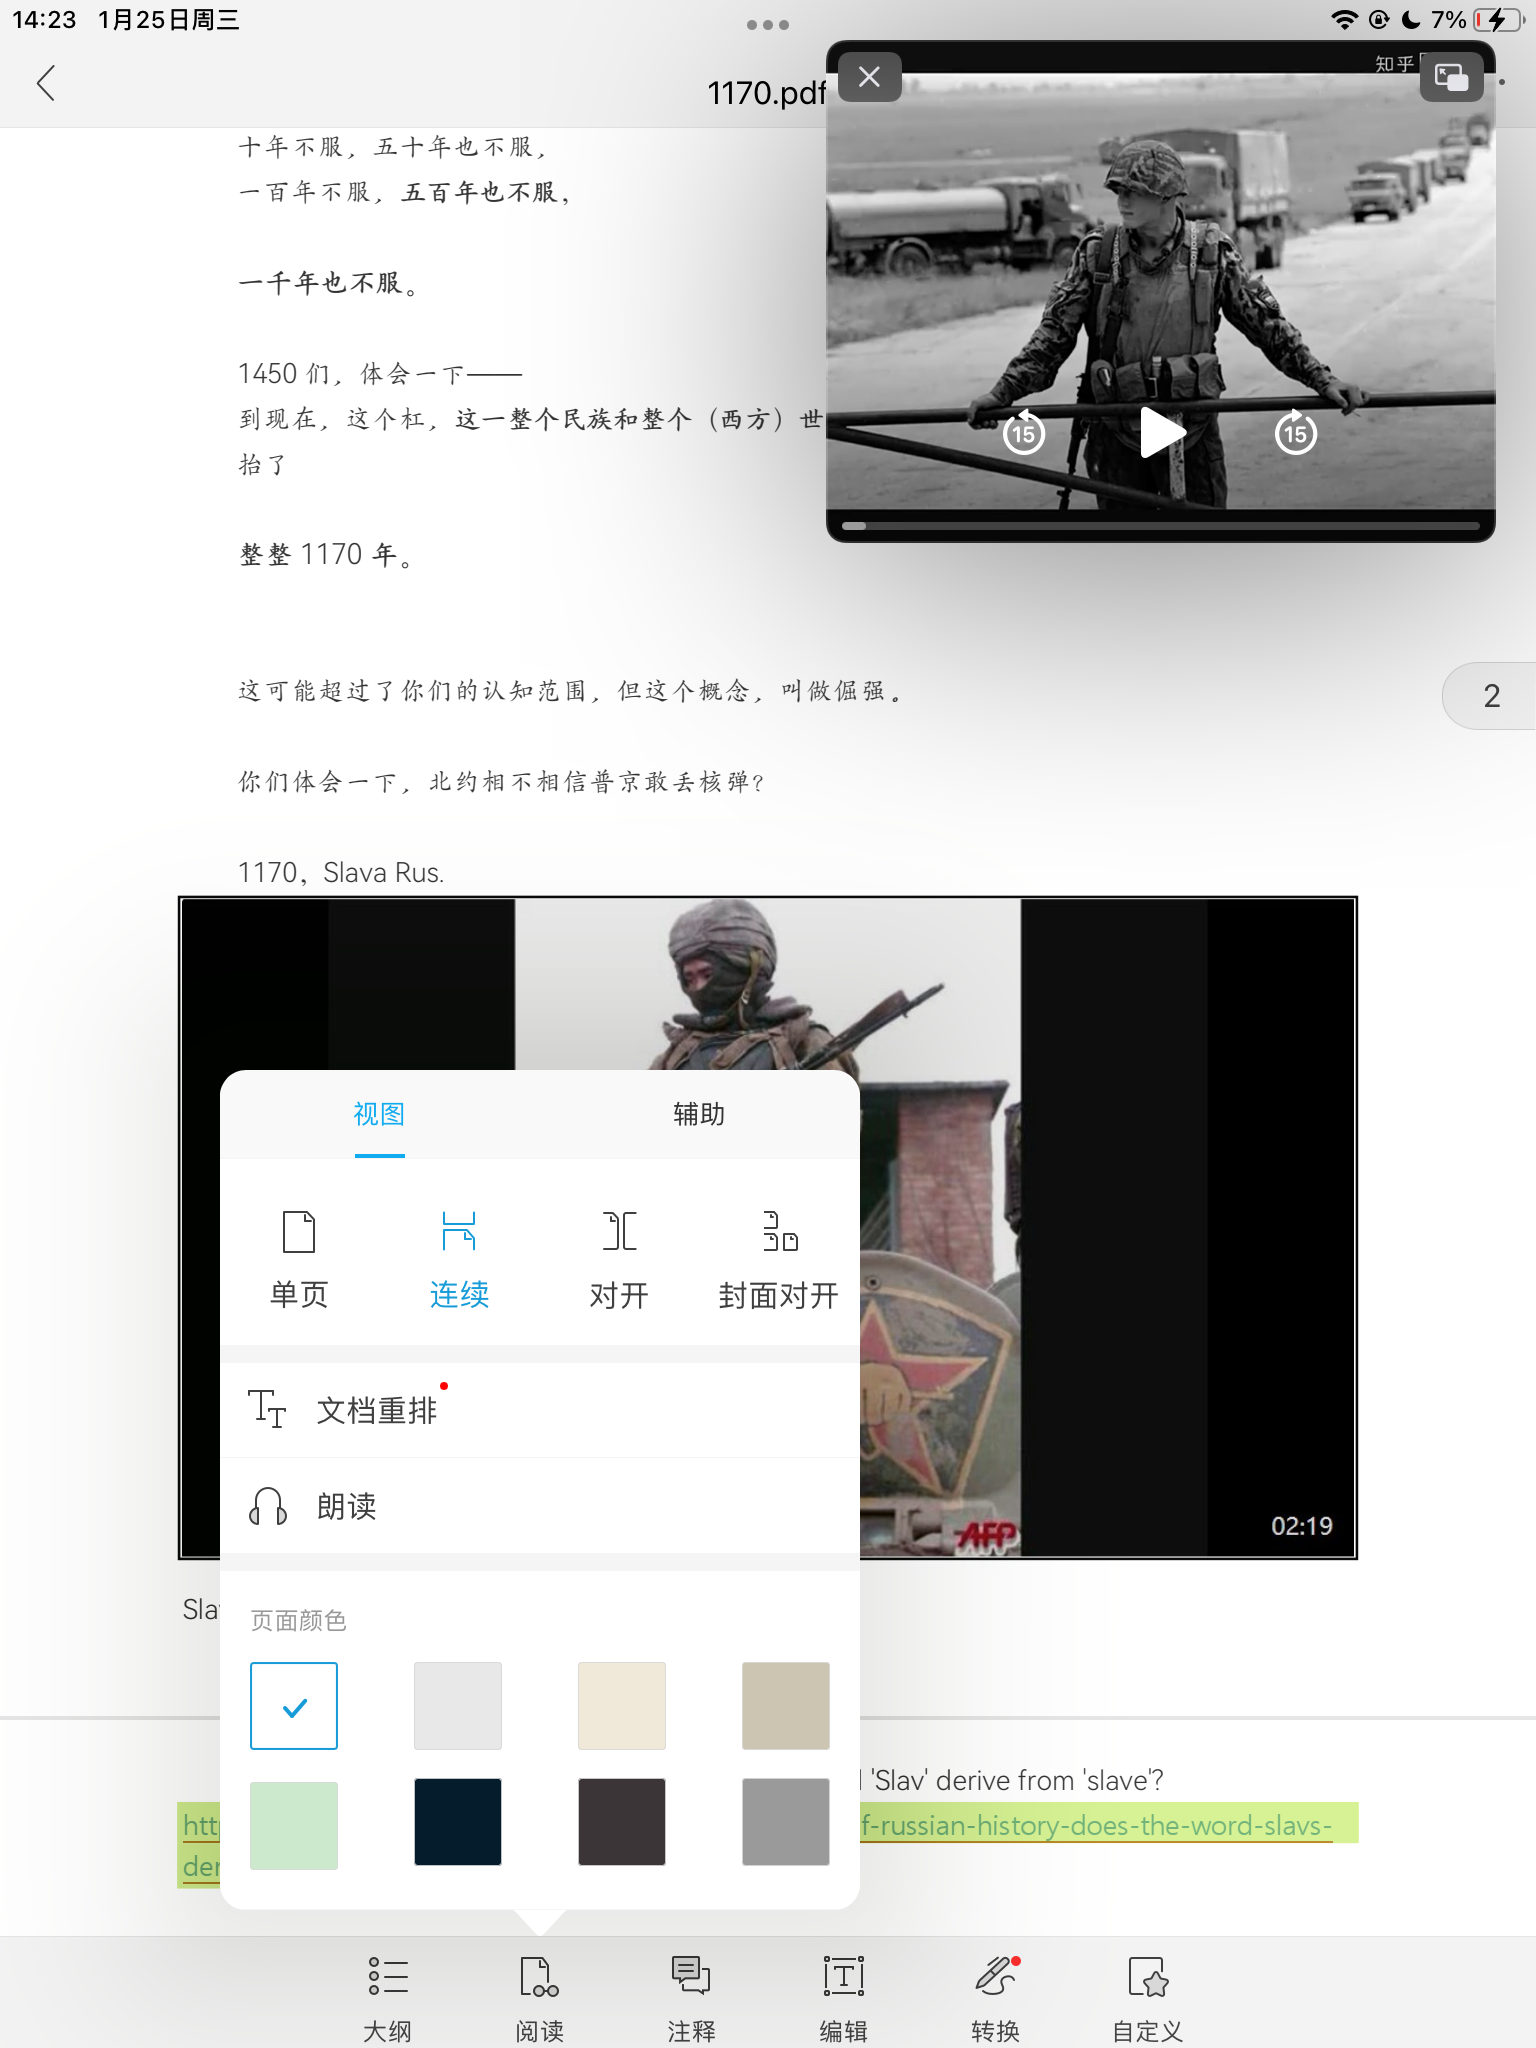 14:23 1月25日周三
7%
1170.pdf
知乎
十年不服，五十年也不服，
一百年不服，五百年也不服，
一千年也不服。
1450 们，体会一下——
到现在，这个杠，这一整个民族和整个（西方）世
抬了
15
15
整整 1170 年。
这可能超过了你们的认知范围，但这个概念，叫做倔强。
2
你们体会一下，北约相不相信普京敢丢核弹？
1170，Slava Rus.
视图 辅助
单页 连续 对开 封面对开
文档重排
朗读
AFP
02:19
页面颜色
'Slav' derive from 'slave'?
f-russian-history-does-the-word-slavs-
大纲 阅读 注释 编辑 转换 自定义